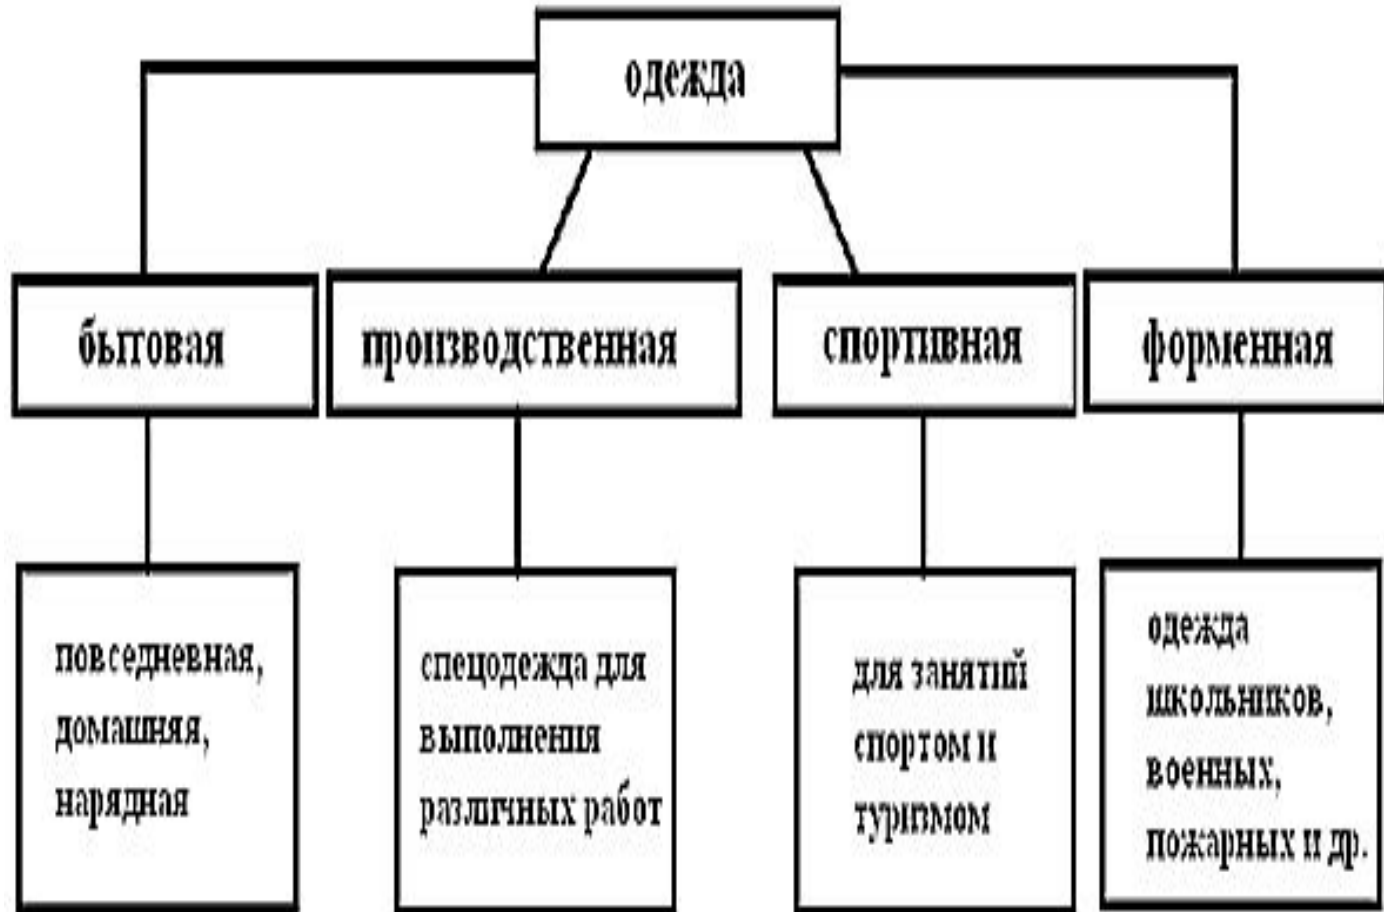 одежда
бытовая
производственная
спортивная
форменная
повседневная,
домашняя,
нарядная
спецодежда для
выполнения
различных работ
для занятий
спортом и
туризмом
одежда
школьников,
военных,
пожарных и др.